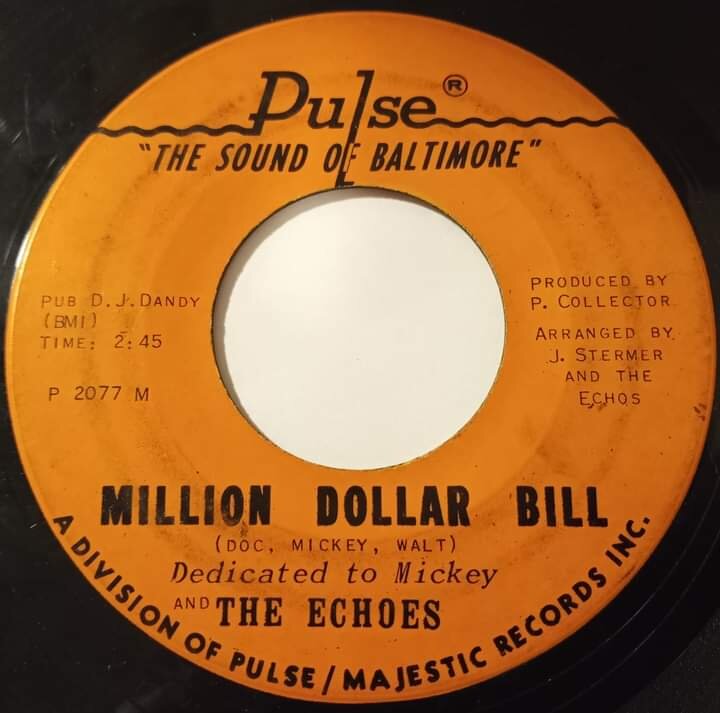 Pulse®
"THE SOUND OF BALTIMORE"
PUB D.J. DANDY
(BMI)
TIME: 2:45
P 2077 M
PRODUCED BY
P. COLLECTOR
ARRANGED BY
J. STERMER
AND THE
ECHOS
MILLION DOLLAR BILL
(DOC, MICKEY, WALT)
Dedicated to Mickey
AND THE ECHOES
A DIVISION OF PULSE/MAJESTIC RECORDS INC.